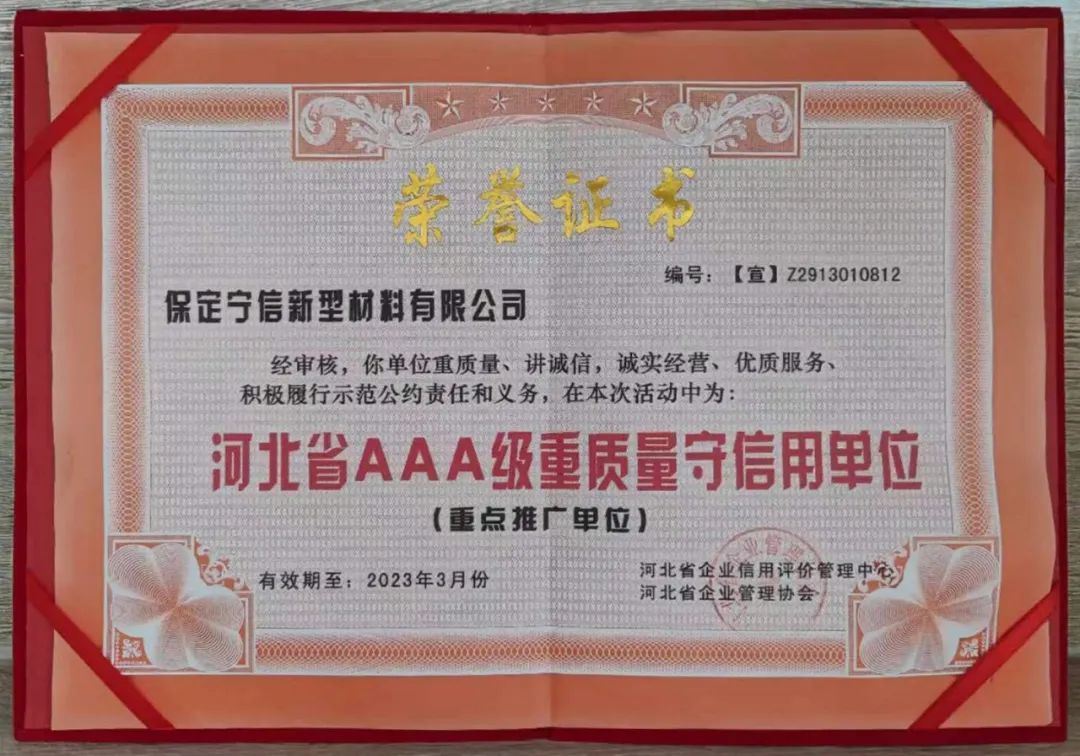 荣誉证书
编号：【宣】Z2913010812
保定宁信新型材料有限公司
经审核，你单位重质量、讲诚信，诚实经营、优质服务、
积极履行示范公约责任和义务，在本次活动中为：
河北省AAA级重质量守信用单位
（重点推广单位）
有效期至：2023年3月份
河北省企业信用评价管理中心
河北省企业管理协会